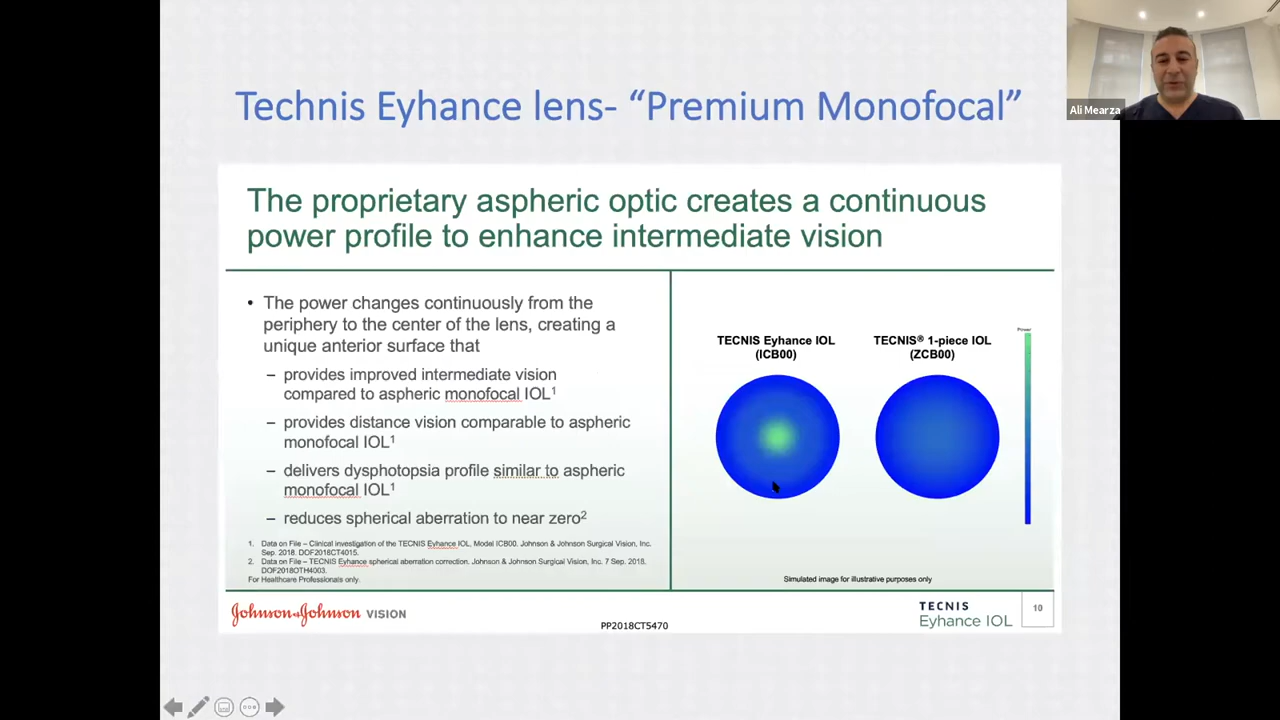 Technis Eyhance lens- “Premium Monofocal”
Ali Mearza
The proprietary aspheric optic creates a continuous
power profile to enhance intermediate vision
• The power changes continuously from the
periphery to the center of the lens, creating a
unique anterior surface that
– provides improved intermediate vision
compared to aspheric monofocal IOL1
– provides distance vision comparable to aspheric
monofocal IOL1
– delivers dysphotopsia profile similar to aspheric
monofocal IOL1
– reduces spherical aberration to near zero2
1. Data on File – Clinical investigation of the TECNIS Eyhance IOL, Model ICB00. Johnson & Johnson Surgical Vision, Inc.
Sep. 2018. DOF2018CT4015.
2. Data on File – TECNIS Eyhance spherical aberration correction. Johnson & Johnson Surgical Vision, Inc. 7 Sep. 2018.
DOF2018OTH4003.
For Healthcare Professionals only.
TECNIS Eyhance IOL
(ICB00)
TECNIS® 1-piece IOL
(ZCB00)
Power
Simulated image for illustrative purposes only
Johnson & Johnson VISION
PP2018CT5470
TECNIS
Eyhance IOL
10